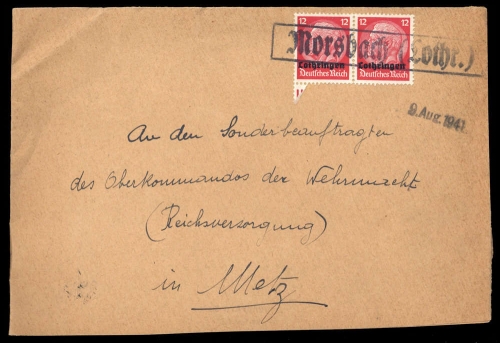 12 12 12
Lothringen Lothringen
Deutsches Reich Deutsches Reich
Morsbach (Lothr.)
9. Aug. 1941
An den Sonderbeauftragten
des Oberkommandos der Wehrmacht
(Reichsversorgung)
in Metz